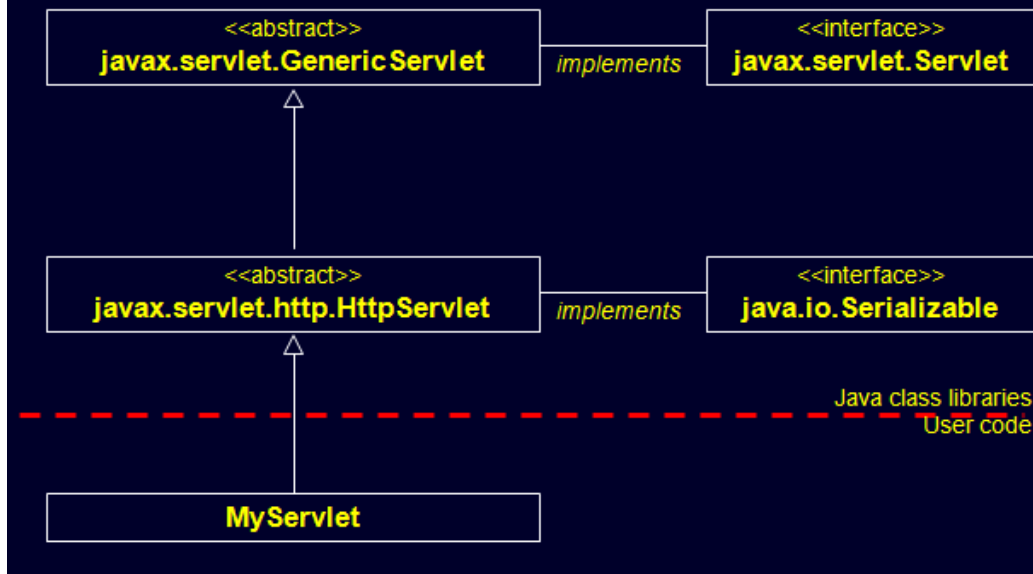 <<abstract>>
javax.servlet.GenericServlet
implements
<<interface>>
javax.servlet.Servlet
<<abstract>>
javax.servlet.http.HttpServlet
implements
<<interface>>
java.io.Serializable
Java class libraries
User code
MyServlet